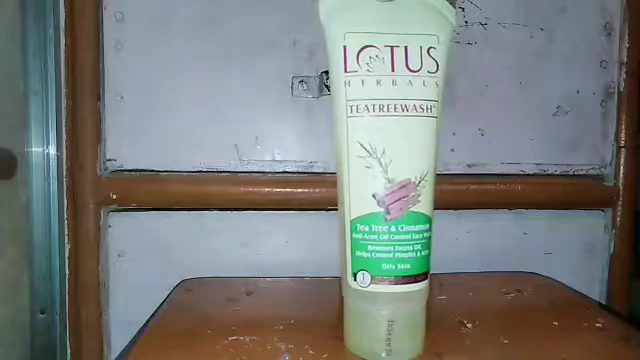 LOTUS
HERBALS
TEATREEWASH
Tea Tree & Cinnamon
Anti-Acne Oil Control Face Wash
Removes Excess Oil
Helps Control Pimples & Acne
Oily Skin
1